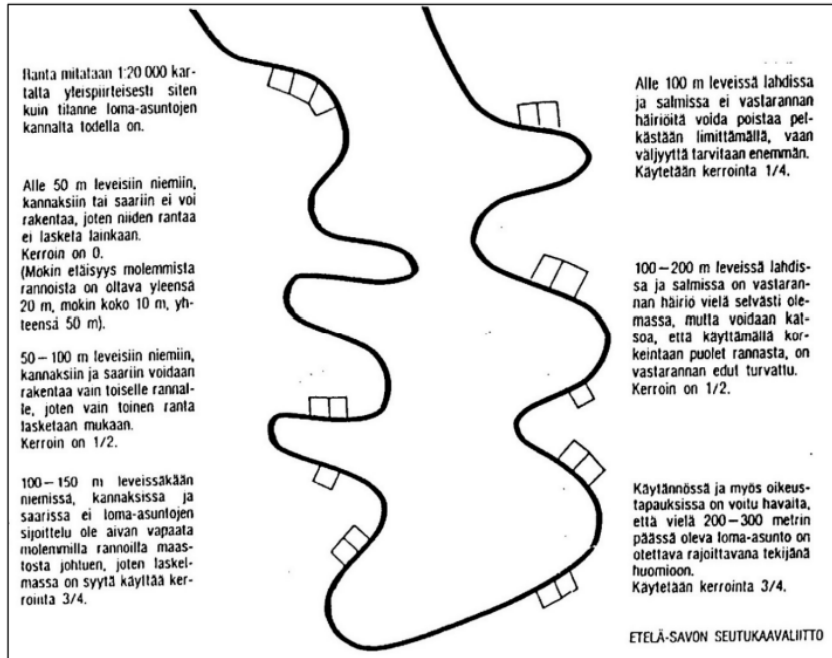 Ranta mitataan 1:20 000 kar-
talta yleispiirteisesti siten
kuin tilanne loma-asuntojen
kannalta todella on.
Alle 50 m leveisiin niemiin,
kannaksiin tai saariin ei voi
rakentaa, joten niiden rantaa
ei lasketa lainkaan.
Kerroin on 0.
(Mökin etäisyys molemmista
rannoista on oltava yleensä
20 m, mökin koko 10 m, yh-
teensä 50 m).
50–100 m leveisiin niemiin,
kannaksiin ja saariin voidaan
rakentaa vain toiselle rannal-
le, joten vain toinen ranta
lasketaan mukaan.
Kerroin on 1/2.
100–150 m leveissäkään
niemissä, kannaksissa ja
saarissa ei loma-asuntojen
sijoittelu ole aivan vapaata
molemmilla rannoilla maas-
tosta johtuen, joten laskel-
massa on syytä käyttää ker-
rointa 3/4.
Alle 100 m leveissä lahdissa
ja salmissa ei vastarannan
häiriöitä voida poistaa pel-
kästään limittämällä, vaan
väljyyttä tarvitaan enemmän.
Käytetään kerrointa 1/4.
100–200 m leveissä lahdis-
sa ja salmissa on vastaran-
nan häiriö vielä selvästi ole-
massa, mutta voidaan kat-
soa, että käyttämällä kor-
keintaan puolet rannasta, on
vastarannan edut turvattu.
Kerroin on 1/2.
Käytännössä ja myös oikeus-
tapauksissa on voitu havaita,
että vielä 200–300 metrin
päässä oleva loma-asunto on
otettava rajoittavana tekijänä
huomioon.
Käytetään kerrointa 3/4.
ETELÄ-SAVON SEUTUKAAVALIITTO